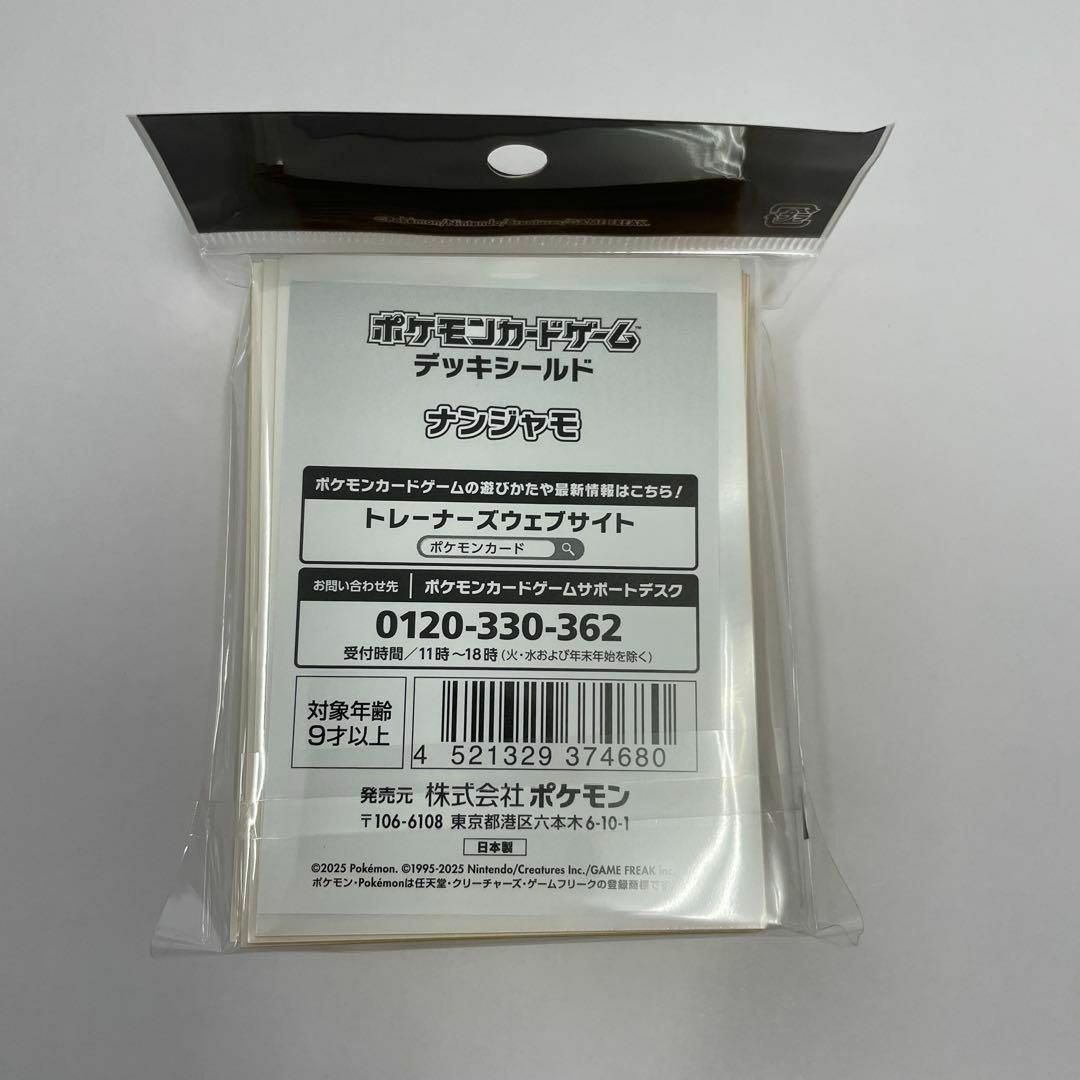 ©Pokémon/Nintendo/Creatures/GAME FREAK.
ポケモンカードゲーム™
デッキシールド
ナンジャモ
ポケモンカードゲームの遊びかたや最新情報はこちら！
トレーナーズウェブサイト
ポケモンカード
お問い合わせ先 ポケモンカードゲームサポートデスク
0120-330-362
受付時間／11時～18時（火・水および年末年始を除く）
対象年齢
9才以上
4 521329 374680
発売元 株式会社ポケモン
〒106-6108 東京都港区六本木6-10-1
日本製
©2025 Pokémon. ©1995-2025 Nintendo/Creatures Inc./GAME FREAK inc.
ポケモン・Pokémonは任天堂・クリーチャーズ・ゲームフリークの登録商標です